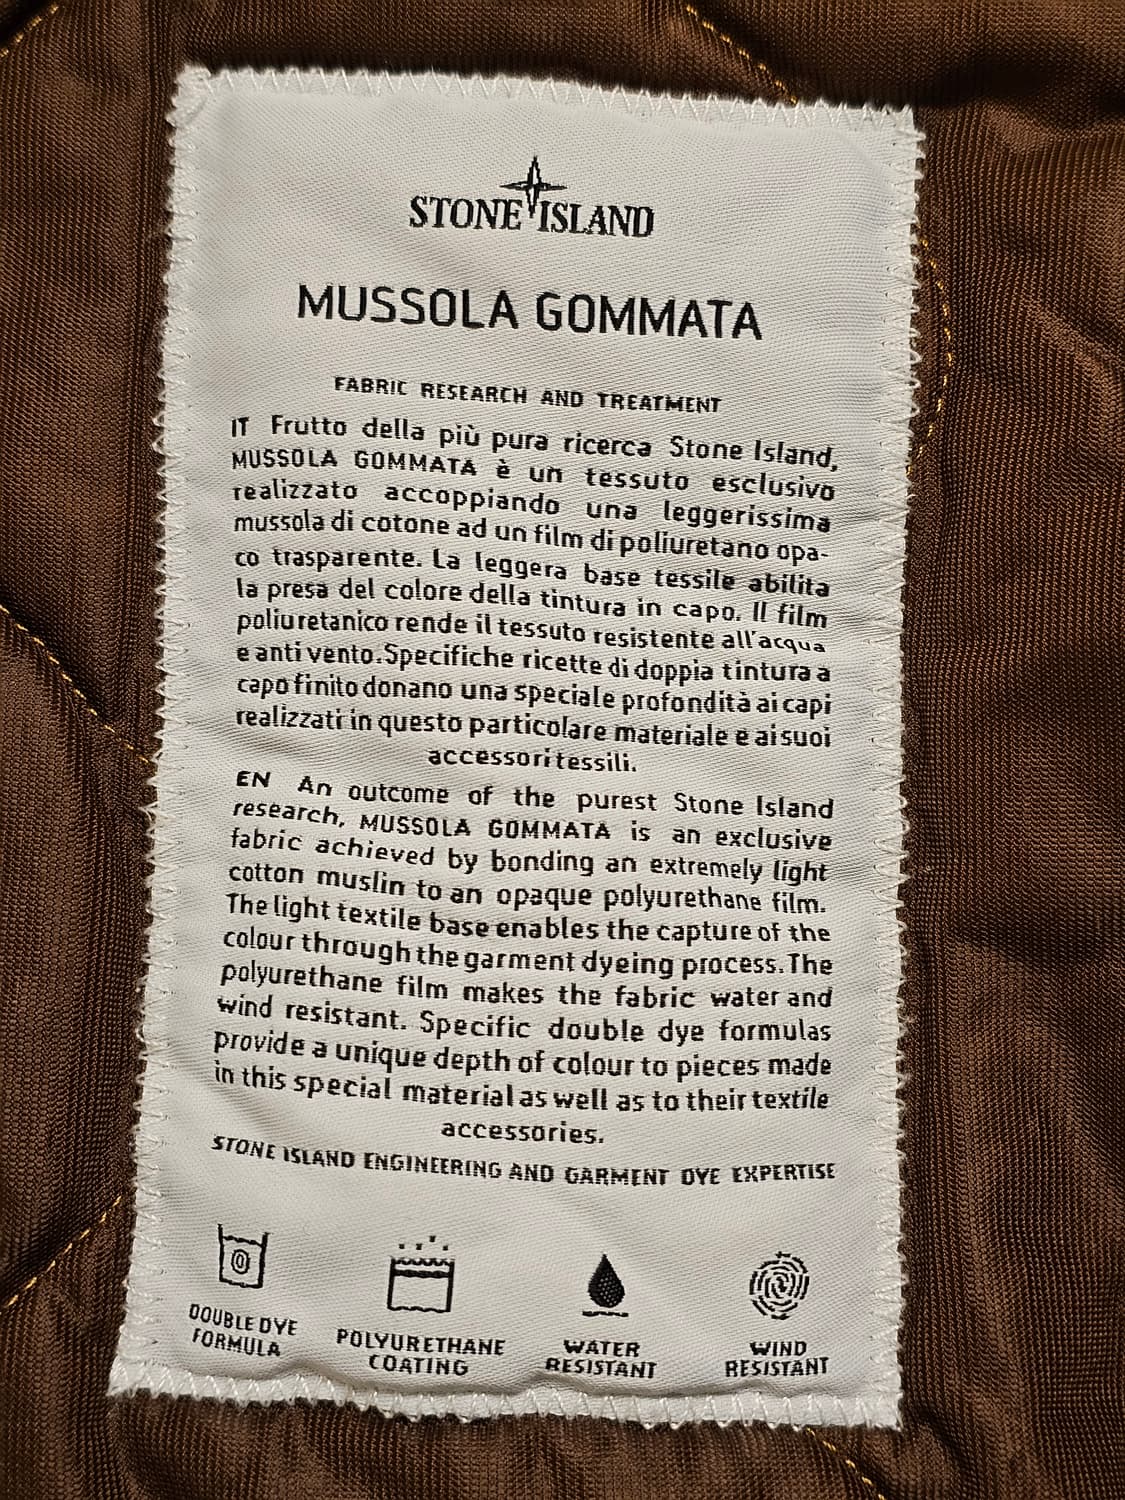 STONE ISLAND
MUSSOLA GOMMATA
FABRIC RESEARCH AND TREATMENT
IT Frutto della più pura ricerca Stone Island,
MUSSOLA GOMMATA è un tessuto esclusivo
realizzato accoppiando una leggerissima
mussola di cotone ad un film di poliuretano opa-
co trasparente. La leggera base tessile abilita
la presa del colore della tintura in capo. Il film
poliuretanico rende il tessuto resistente all'acqua
e anti vento. Specifiche ricette di doppia tintura a
capo finito donano una speciale profondità ai capi
realizzati in questo particolare materiale e ai suoi
accessori tessili.
EN An outcome of the purest Stone Island
research, MUSSOLA GOMMATA is an exclusive
fabric achieved by bonding an extremely light
cotton muslin to an opaque polyurethane film.
The light textile base enables the capture of the
colour through the garment dyeing process. The
polyurethane film makes the fabric water and
wind resistant. Specific double dye formulas
provide a unique depth of colour to pieces made
in this special material as well as to their textile
accessories.
STONE ISLAND ENGINEERING AND GARMENT DYE EXPERTISE
DOUBLE DYE
FORMULA
POLYURETHANE
COATING
WATER
RESISTANT
WIND
RESISTANT